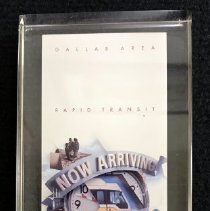 DALLAS AREA
RAPID TRANSIT
NOW ARRIVING